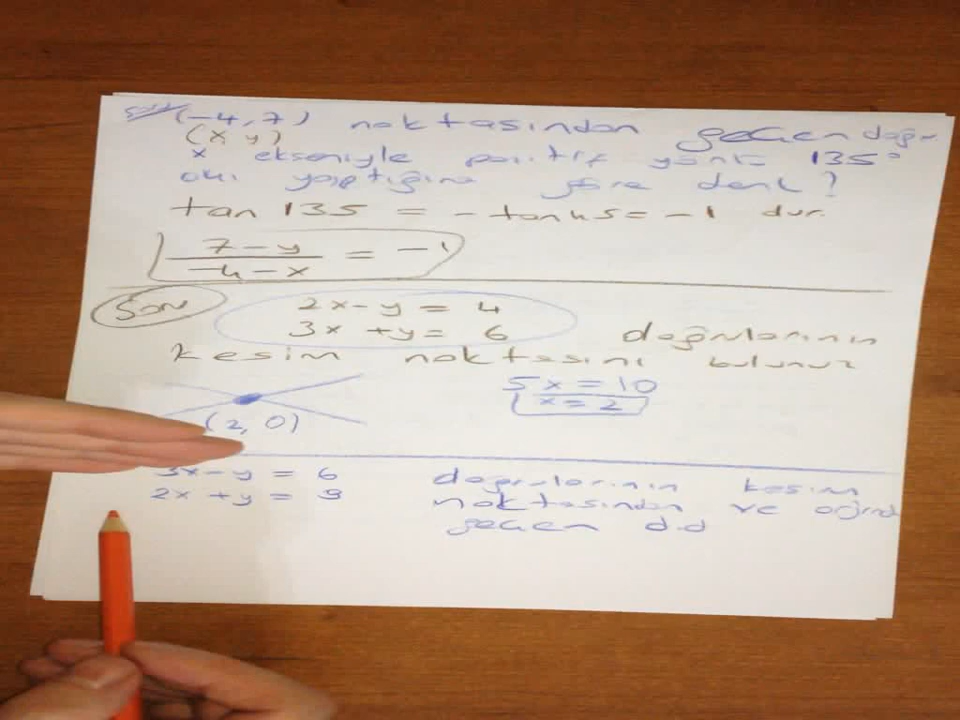 (-4,7) noktasından geçen doğru
(x y)
x ekseniyle pozitif yönlü 135°
açı yaptığına göre denk?
tan 135 = -tan45 = -1 dur.
7-y / -4-x = -1
Soru
2x-y = 4
3x +y = 6 doğrularının
kesim noktasını bulunuz
5x = 10
x = 2
(2, 0)
3x-y = 6 doğrularının kesim
2x +y = 9 noktasından ve
geçen d.d